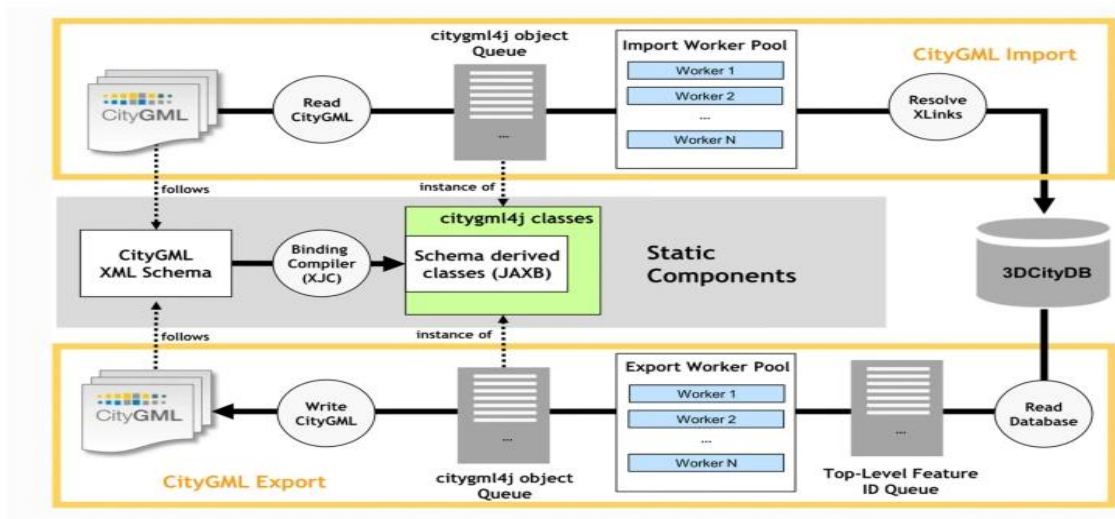 citygml4j object
Queue
Import Worker Pool
Worker 1
Worker 2
...
Worker N
CityGML Import
CityGML
Read
CityGML
...
Resolve
XLinks
follows
instance of
CityGML
XML Schema
Binding
Compiler
(XJC)
citygml4j classes
Schema derived
classes (JAXB)
Static
Components
3DCityDB
follows
instance of
CityGML
Write
CityGML
...
Export Worker Pool
Worker 1
Worker 2
...
Worker N
...
Read
Database
CityGML Export
citygml4j object
Queue
Top-Level Feature
ID Queue